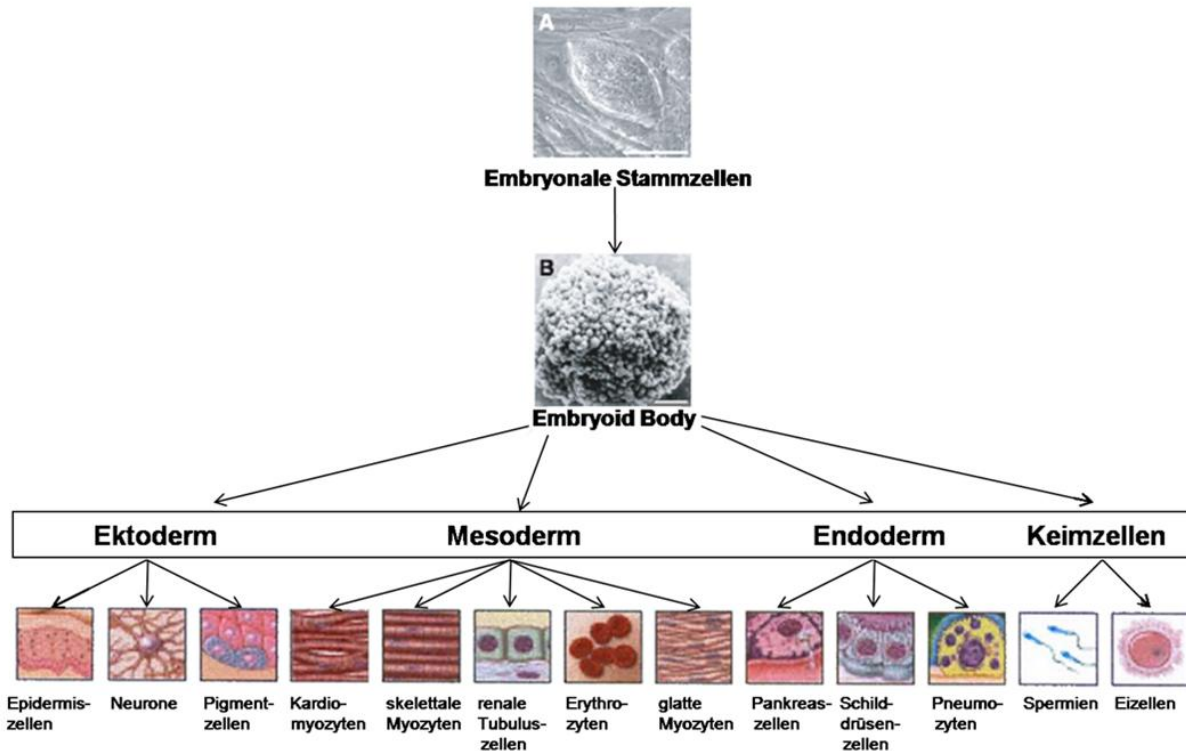 A
Embryonale Stammzellen
B
Embryoid Body
Ektoderm
Mesoderm
Endoderm
Keimzellen
Epidermis-
zellen
Neurone
Pigment-
zellen
Kardio-
myozyten
skelettale
Myozyten
renale
Tubulus-
zellen
Erythro-
zyten
glatte
Myozyten
Pankreas-
zellen
Schild-
drüsen-
zellen
Pneumo-
zyten
Spermien
Eizellen